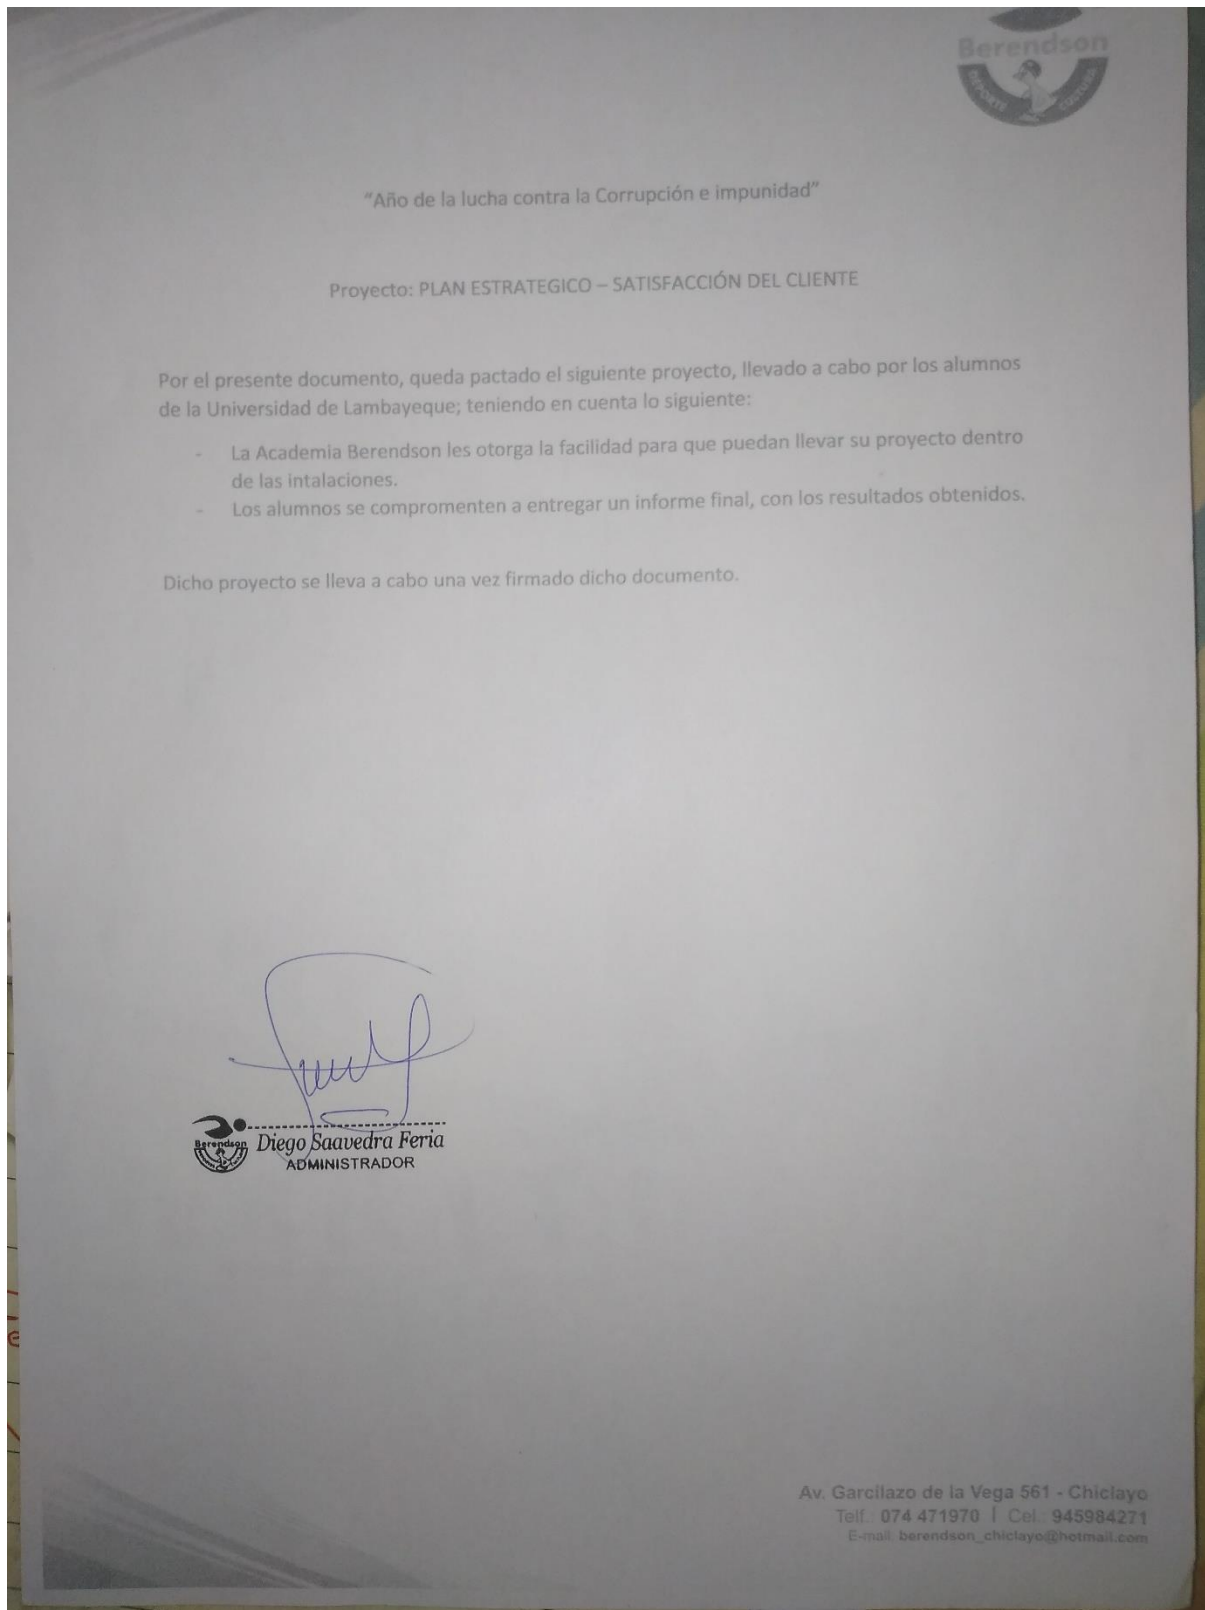 Berendson
DEPORTE CULTURA
“Año de la lucha contra la Corrupción e impunidad”
Proyecto: PLAN ESTRATEGICO – SATISFACCIÓN DEL CLIENTE
Por el presente documento, queda pactado el siguiente proyecto, llevado a cabo por los alumnos
de la Universidad de Lambayeque; teniendo en cuenta lo siguiente:
- La Academia Berendson les otorga la facilidad para que puedan llevar su proyecto dentro
de las intalaciones.
- Los alumnos se compromenten a entregar un informe final, con los resultados obtenidos.
Dicho proyecto se lleva a cabo una vez firmado dicho documento.
Berendson
Diego Saavedra Feria
ADMINISTRADOR
Av. Garcilazo de la Vega 561 - Chiclayo
Telf.: 074 471970 | Cel.: 945984271
E-mail: berendson_chiclayo@hotmail.com